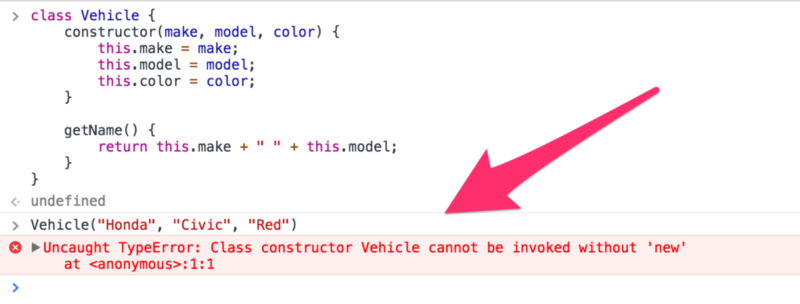 class Vehicle {
    constructor(make, model, color) {
        this.make = make;
        this.model = model;
        this.color = color;
    }

    getName() {
        return this.make + " " + this.model;
    }
}
undefined
Vehicle("Honda", "Civic", "Red")
Uncaught TypeError: Class constructor Vehicle cannot be invoked without 'new'
    at <anonymous>:1:1